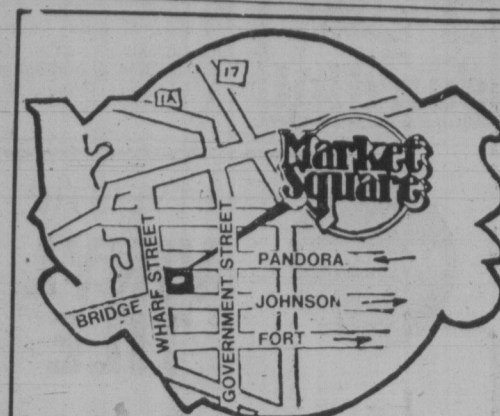 17
1A
Market
Square
WHARF STREET
GOVERNMENT STREET
PANDORA
JOHNSON
FORT
BRIDGE